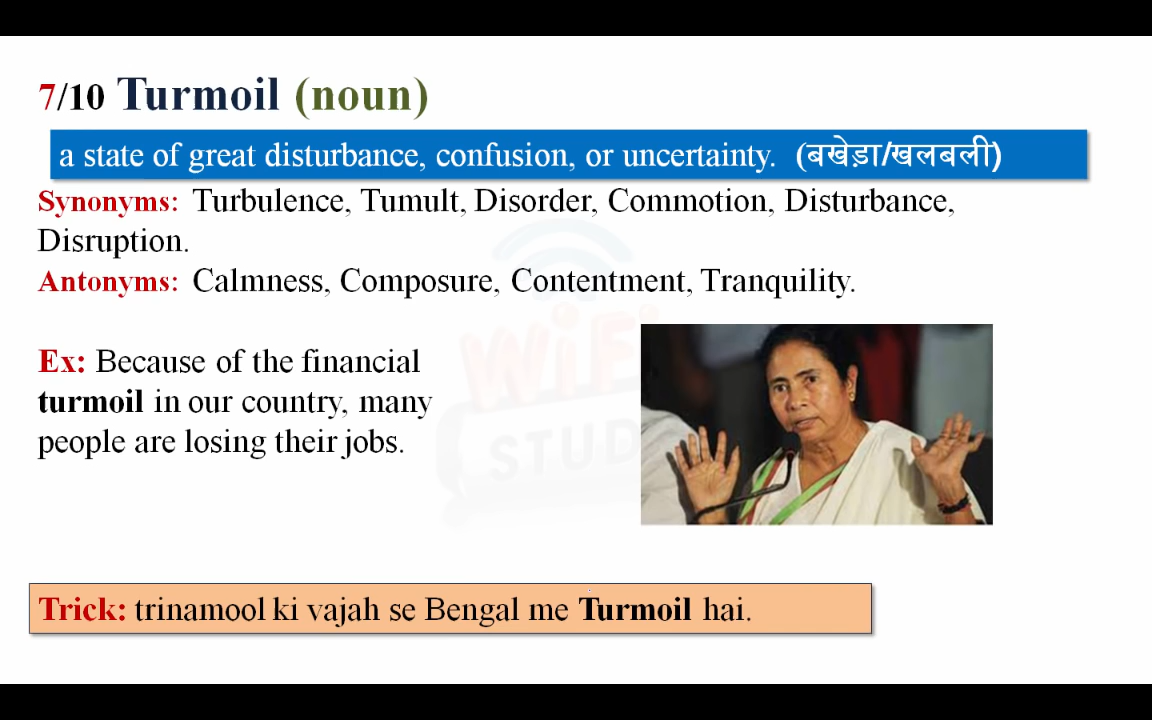 7/10 Turmoil (noun)
a state of great disturbance, confusion, or uncertainty. (बखेड़ा/खलबली)
Synonyms: Turbulence, Tumult, Disorder, Commotion, Disturbance,
Disruption.
Antonyms: Calmness, Composure, Contentment, Tranquility.
Ex: Because of the financial
turmoil in our country, many
people are losing their jobs.
WiFi
STUD
Trick: trinamool ki vajah se Bengal me Turmoil hai.